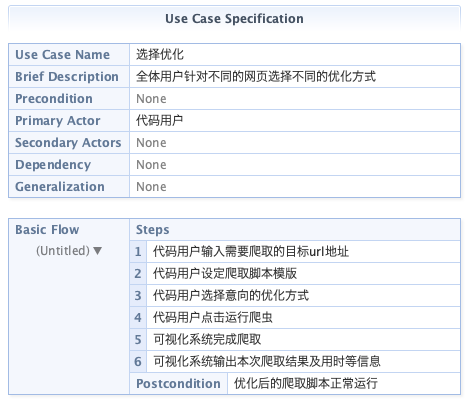 Use Case Specification
Use Case Name 选择优化
Brief Description 全体用户针对不同的网页选择不同的优化方式
Precondition None
Primary Actor 代码用户
Secondary Actors None
Dependency None
Generalization None
Basic Flow Steps
(Untitled) ▼ 1 代码用户输入需要爬取的目标url地址
2 代码用户设定爬取脚本模版
3 代码用户选择意向的优化方式
4 代码用户点击运行爬虫
5 可视化系统完成爬取
6 可视化系统输出本次爬取结果及用时等信息
Postcondition 优化后的爬取脚本正常运行